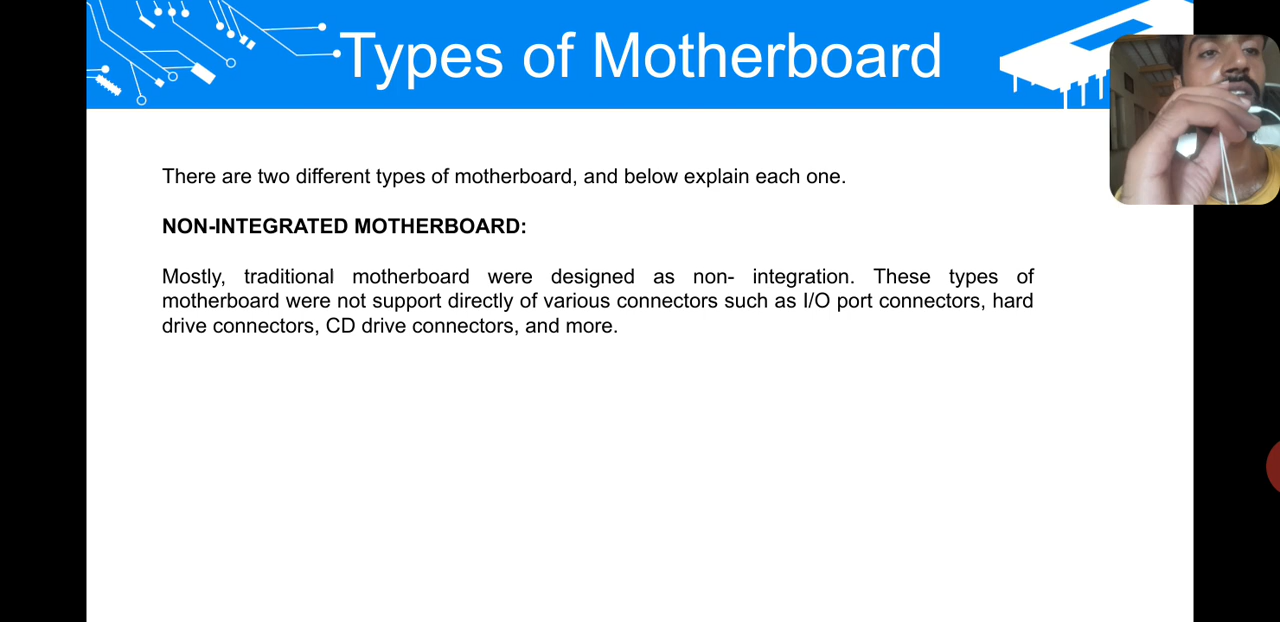 Types of Motherboard
There are two different types of motherboard, and below explain each one.
NON-INTEGRATED MOTHERBOARD:
Mostly, traditional motherboard were designed as non- integration. These types of
motherboard were not support directly of various connectors such as I/O port connectors, hard
drive connectors, CD drive connectors, and more.